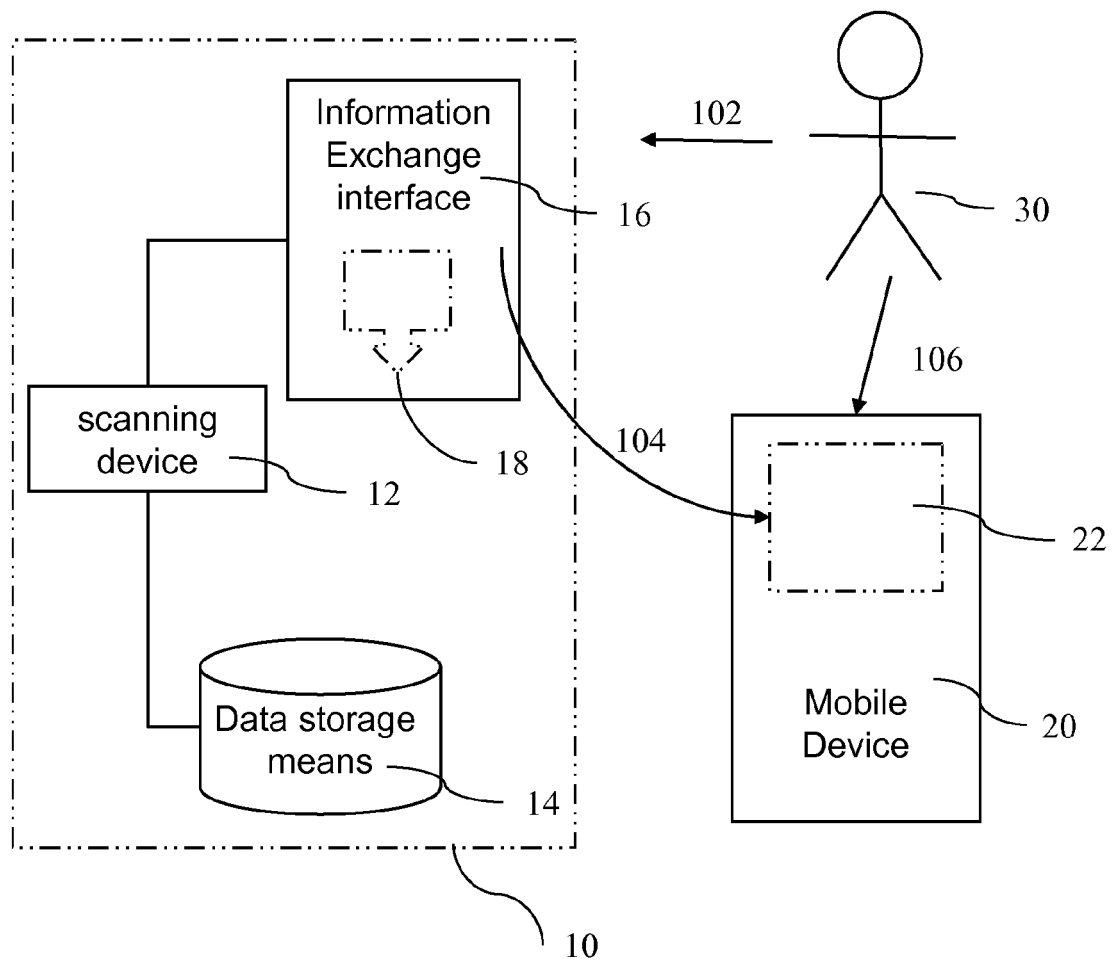 Information
Exchange
interface
102
16
30
106
scanning
device
104
18
12
22
Mobile
Device
20
Data storage
means
14
10